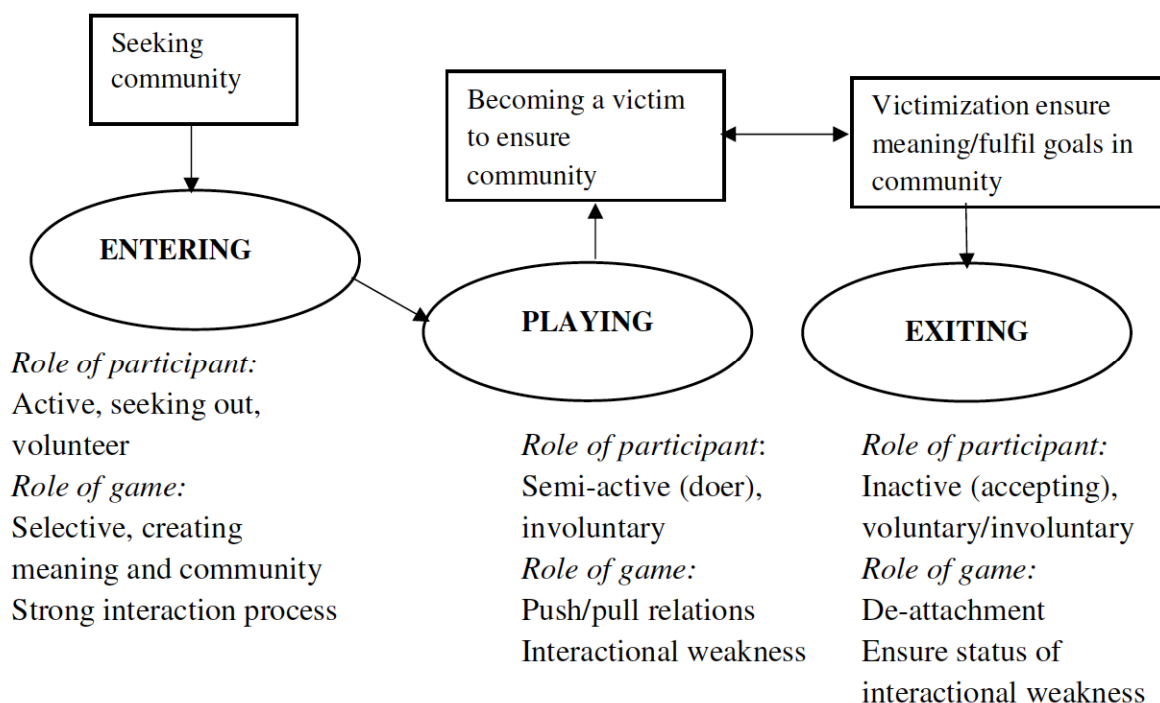 Seeking
community
Becoming a victim
to ensure
community
Victimization ensure
meaning/fulfil goals in
community
ENTERING
PLAYING
EXITING
Role of participant:
Active, seeking out,
volunteer
Role of game:
Selective, creating
meaning and community
Strong interaction process
Role of participant:
Semi-active (doer),
involuntary
Role of game:
Push/pull relations
Interactional weakness
Role of participant:
Inactive (accepting),
voluntary/involuntary
Role of game:
De-attachment
Ensure status of
interactional weakness